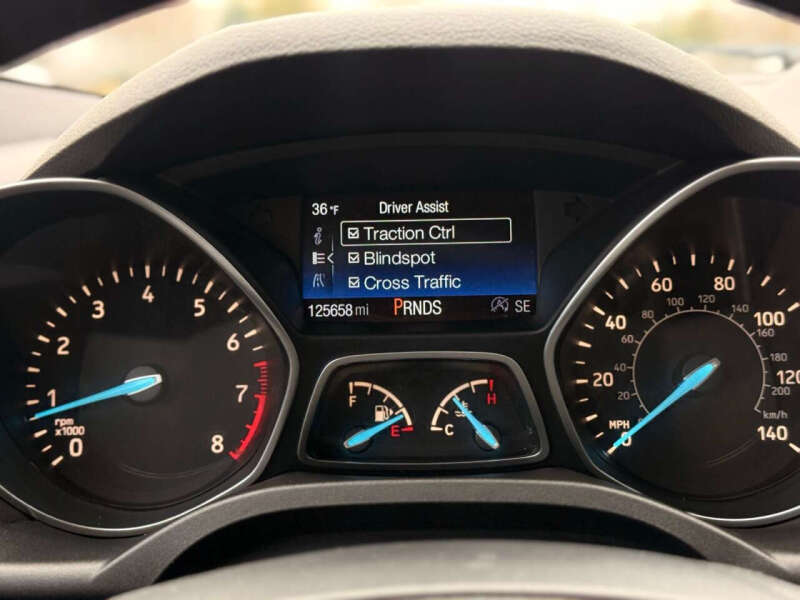 36 °F Driver Assist
Traction Ctrl
Blindspot
Cross Traffic
125658 mi PRNDS SE
0
1
2
3
4
5
6
7
8
rpm
x1000
F
E
C
H
0
20
40
60
80
100
120
140
MPH
20
40
60
80
100
120
140
160
180
200
km/h